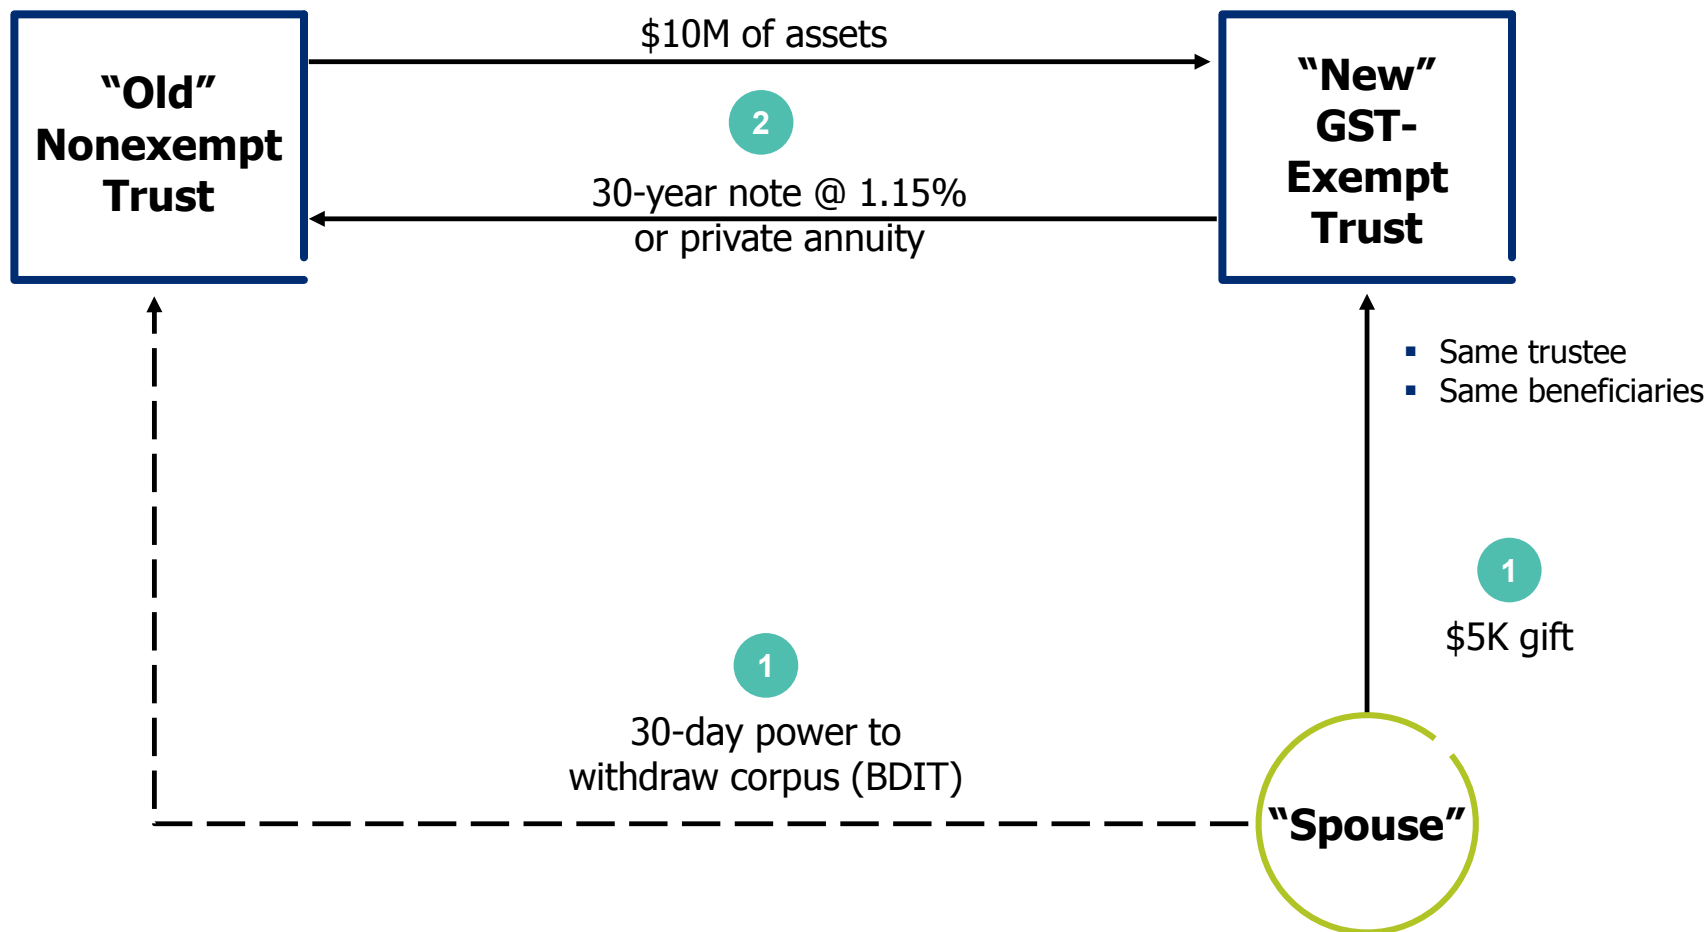 $10M of assets
“Old”
Nonexempt
Trust
2
30-year note @ 1.15%
or private annuity
“New”
GST-
Exempt
Trust
▪ Same trustee
▪ Same beneficiaries
1
$5K gift
1
30-day power to
withdraw corpus (BDIT)
“Spouse”